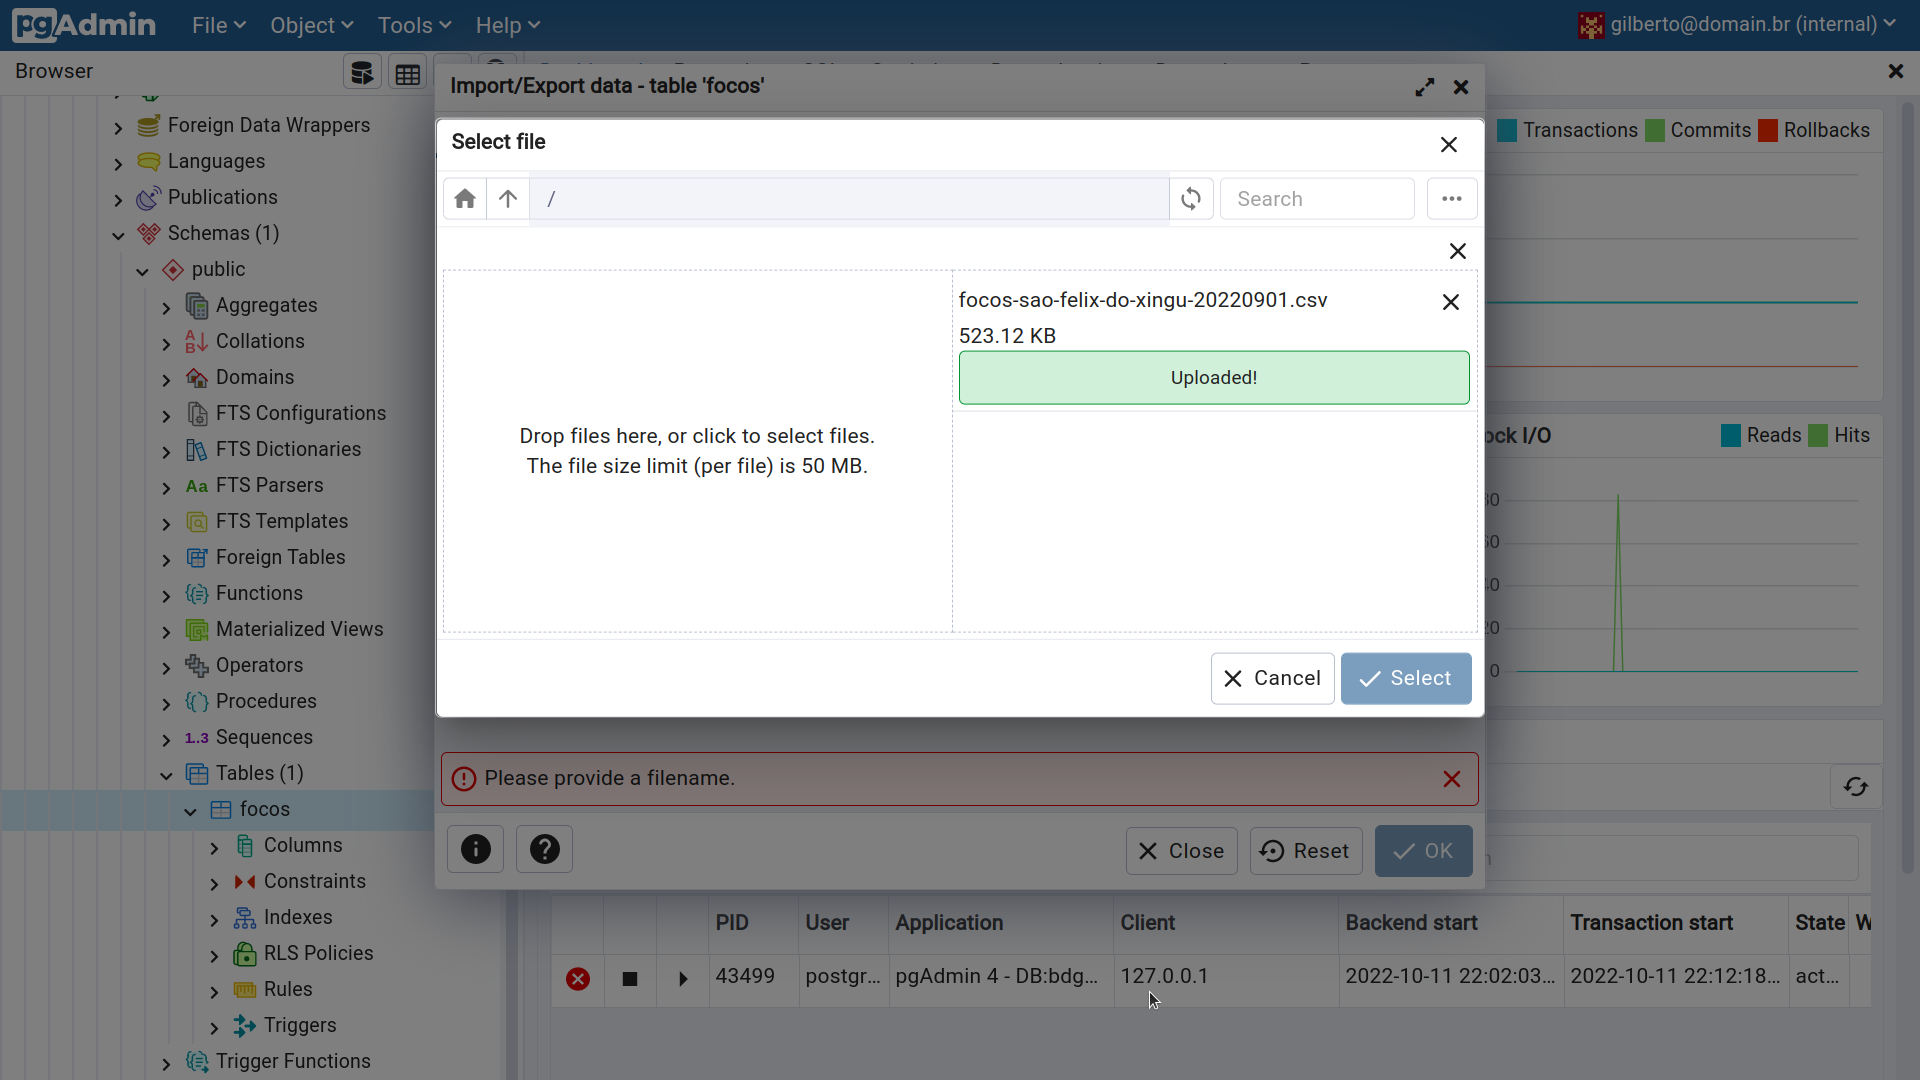 pgAdmin File Object Tools Help gilberto@domain.br (internal)
Browser
Import/Export data - table 'focos'
Select file
/
Search
focos-sao-felix-do-xingu-20220901.csv
523.12 KB
Uploaded!
Drop files here, or click to select files.
The file size limit (per file) is 50 MB.
Cancel
Select
Please provide a filename.
Close
Reset
OK
Foreign Data Wrappers
Languages
Publications
Schemas (1)
public
Aggregates
Collations
Domains
FTS Configurations
FTS Dictionaries
Aa FTS Parsers
FTS Templates
Foreign Tables
Functions
Materialized Views
Operators
Procedures
1..3 Sequences
Tables (1)
focos
Columns
Constraints
Indexes
RLS Policies
Rules
Triggers
Trigger Functions
Transactions Commits Rollbacks
ock I/O Reads Hits
0
PID User Application Client Backend start Transaction start State W
43499 postgr... pgAdmin 4 - DB:bdg... 127.0.0.1 2022-10-11 22:02:03... 2022-10-11 22:12:18... act...